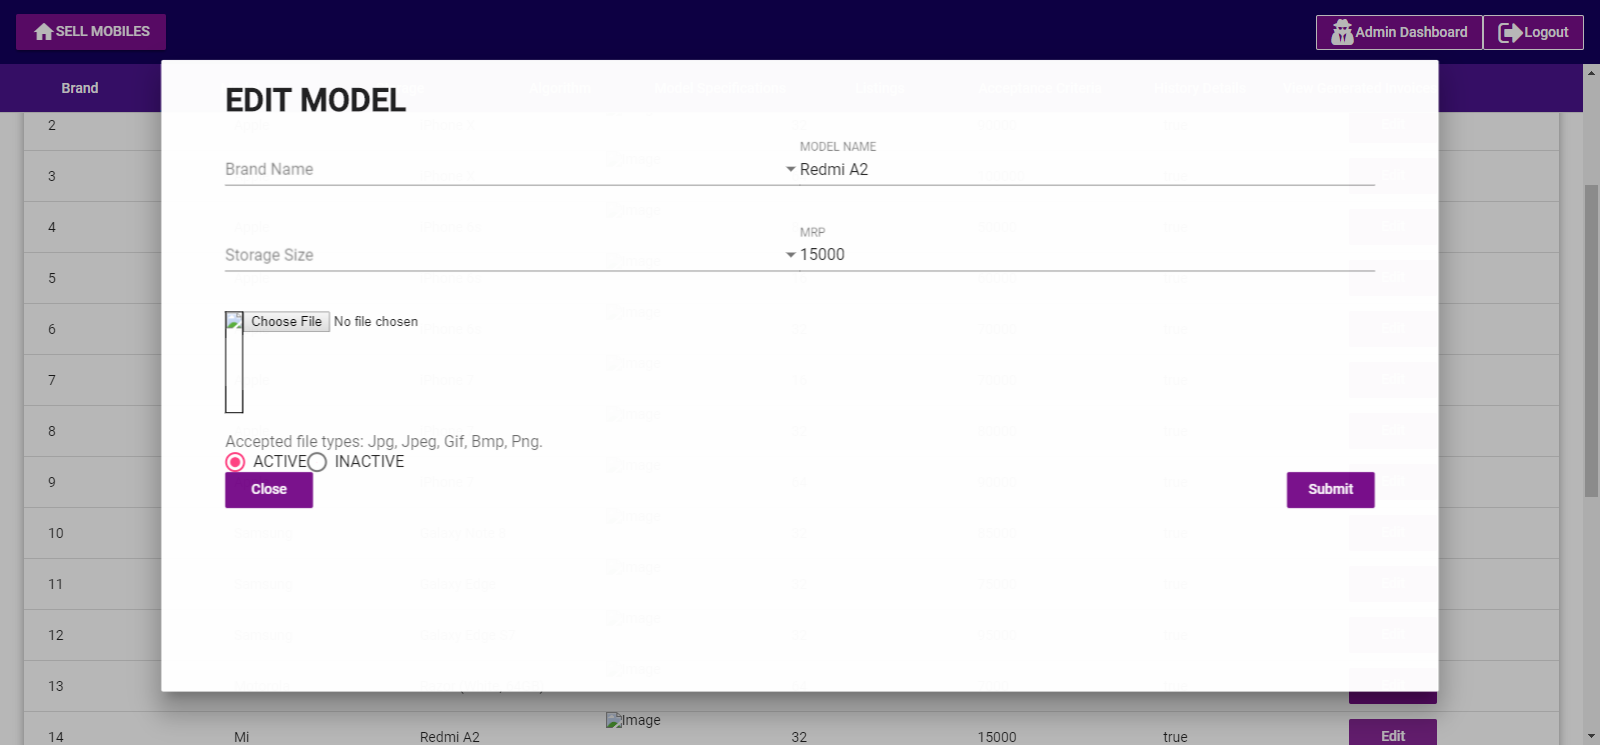 SELL MOBILES
Admin Dashboard
Logout
Brand
EDIT MODEL
MODEL NAME
Brand Name
Redmi A2
MRP
Storage Size
15000
Choose File No file chosen
Accepted file types: Jpg, Jpeg, Gif, Bmp, Png.
ACTIVE INACTIVE
Close
Submit
2
3
4
5
6
7
8
9
10
11
12
13
14 Mi Redmi A2 Image 32 15000 true Edit